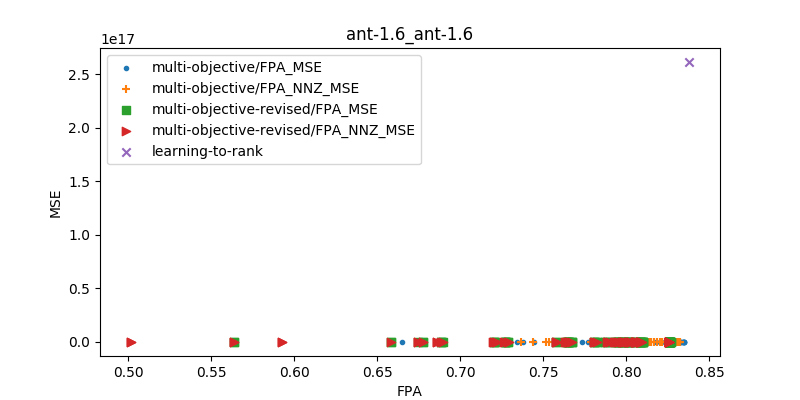 ant-1.6_ant-1.6
1e17
multi-objective/FPA_MSE
multi-objective/FPA_NNZ_MSE
multi-objective-revised/FPA_MSE
multi-objective-revised/FPA_NNZ_MSE
learning-to-rank
2.5
2.0
1.5
1.0
0.5
0.0
MSE
0.50 0.55 0.60 0.65 0.70 0.75 0.80 0.85
FPA